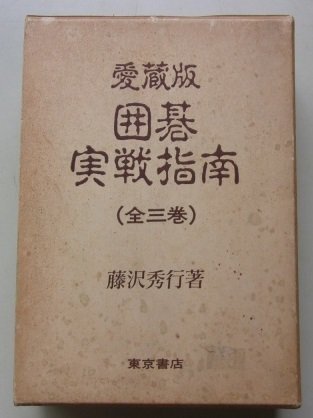 愛蔵版
囲碁
実戦指南
(全三巻)
藤沢秀行著
東京書店